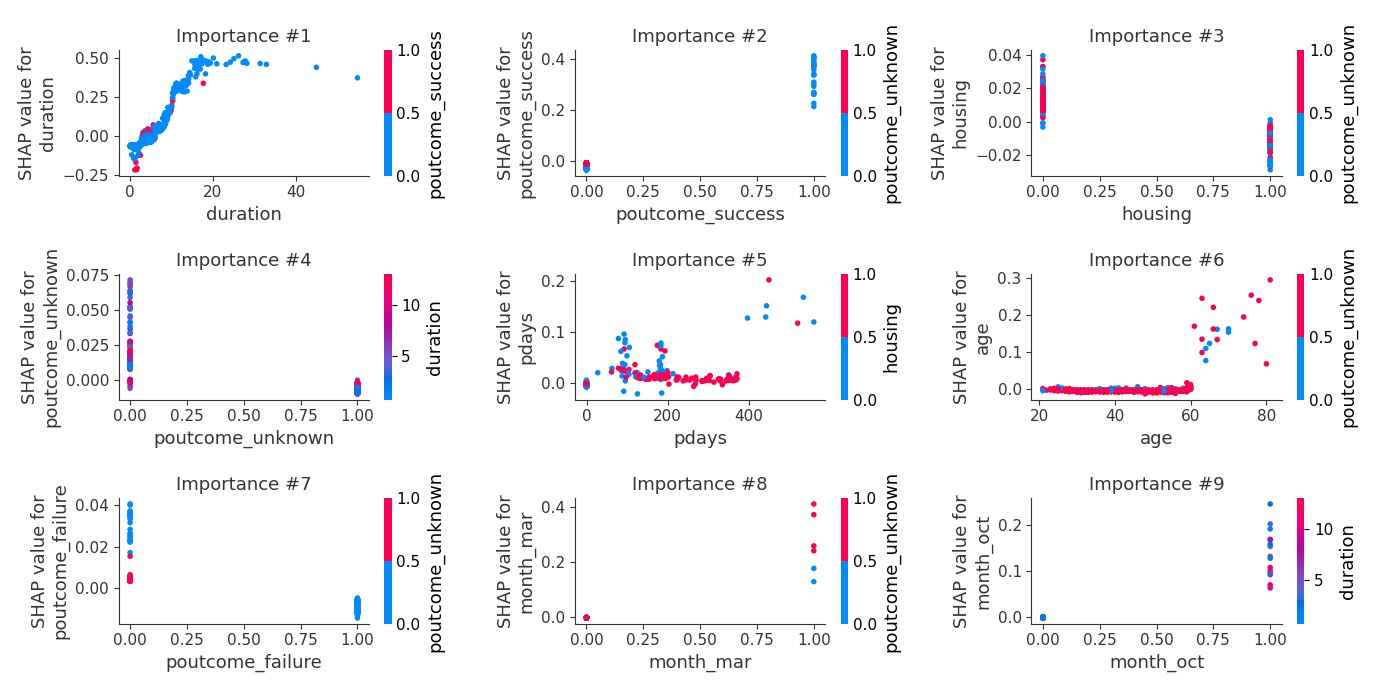 Importance #1
SHAP value for
duration
0.50
0.25
0.00
−0.25
0
20
40
duration
1.0
0.5
0.0
poutcome_success
Importance #2
SHAP value for
poutcome_success
0.4
0.2
0.0
0.00
0.25
0.50
0.75
1.00
poutcome_success
1.0
0.5
0.0
poutcome_unknown
Importance #3
SHAP value for
housing
0.04
0.02
0.00
−0.02
0.00
0.25
0.50
0.75
1.00
housing
1.0
0.5
0.0
poutcome_unknown
Importance #4
SHAP value for
poutcome_unknown
0.075
0.050
0.025
0.000
0.00
0.25
0.50
0.75
1.00
poutcome_unknown
10
5
duration
Importance #5
SHAP value for
pdays
0.2
0.1
0.0
0
200
400
pdays
1.0
0.5
0.0
housing
Importance #6
SHAP value for
age
0.3
0.2
0.1
0.0
20
40
60
80
age
1.0
0.5
0.0
poutcome_unknown
Importance #7
SHAP value for
poutcome_failure
0.04
0.02
0.00
0.00
0.25
0.50
0.75
1.00
poutcome_failure
1.0
0.5
0.0
poutcome_unknown
Importance #8
SHAP value for
month_mar
0.4
0.2
0.0
0.00
0.25
0.50
0.75
1.00
month_mar
1.0
0.5
0.0
poutcome_unknown
Importance #9
SHAP value for
month_oct
0.2
0.1
0.0
0.00
0.25
0.50
0.75
1.00
month_oct
10
5
duration